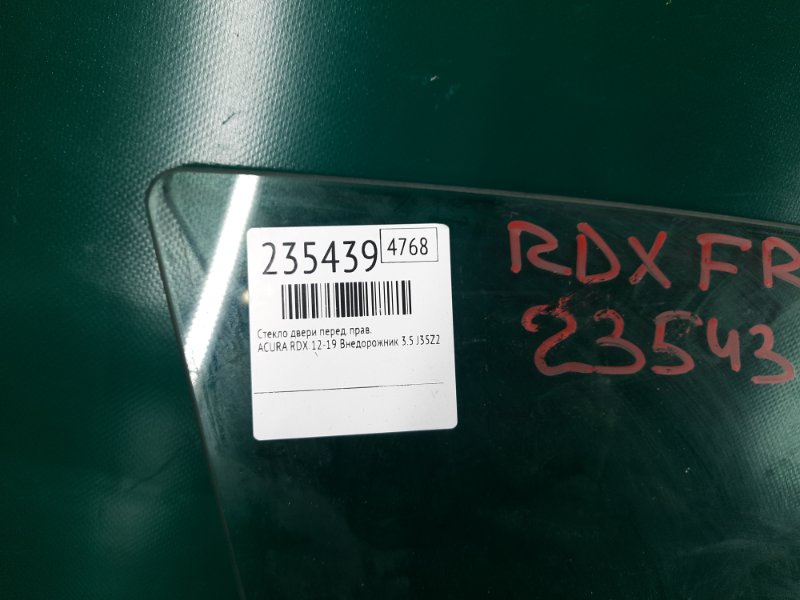 235439 4768
Стекло двери перед. прав.
ACURA RDX 12-19 Внедорожник 3.5 J35Z2
RDX FR
23543